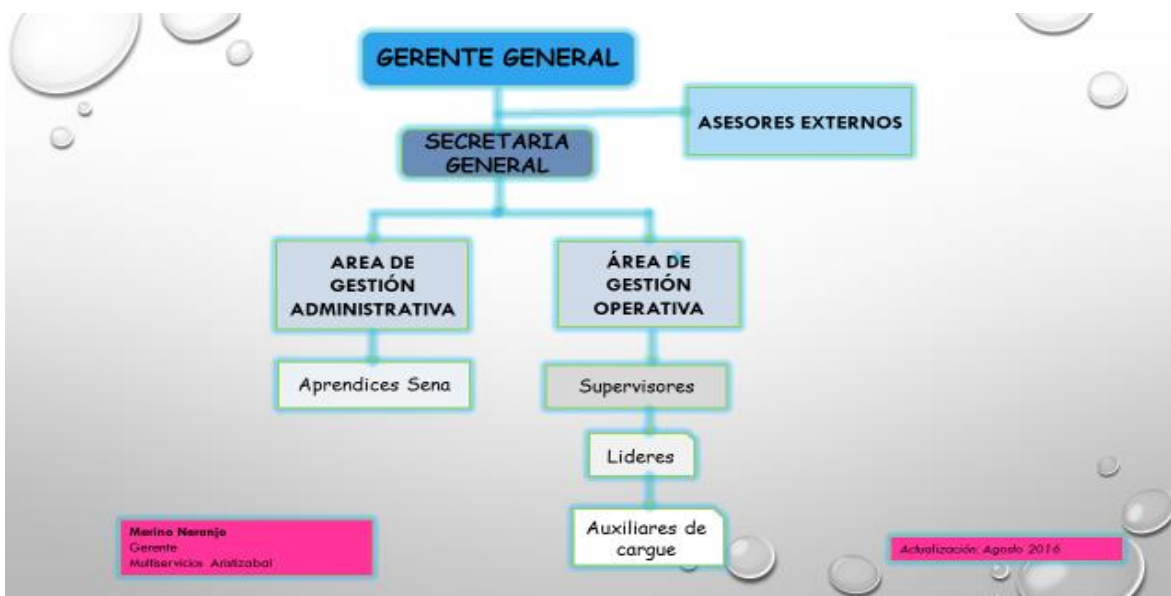 GERENTE GENERAL
ASESORES EXTERNOS
SECRETARIA
GENERAL
AREA DE
GESTIÓN
ADMINISTRATIVA
ÁREA DE
GESTIÓN
OPERATIVA
Aprendices Sena
Supervisores
Lideres
Auxiliares de
cargue
Marino Naranjo
Gerente
Multiservicios Aristizabal
Actualización: Agosto 2016